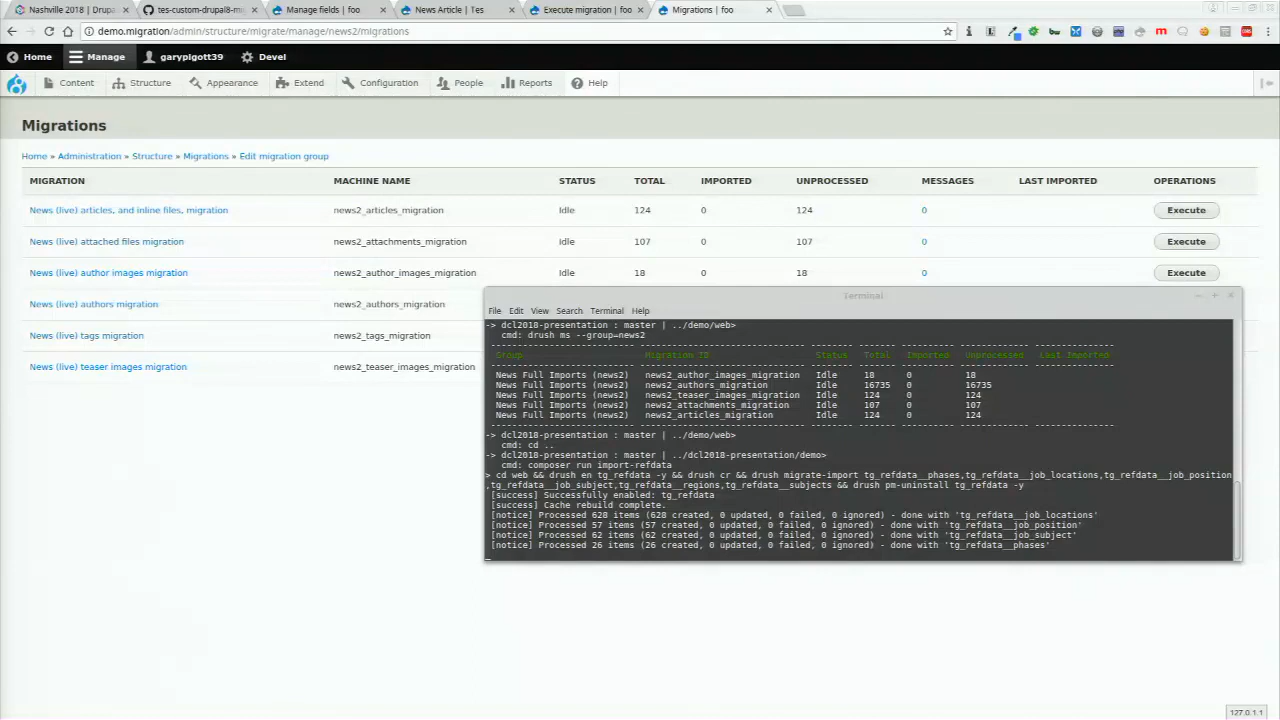 Nashville 2018 | Drupa
tes-custom-drupal8-mi
Manage fields | foo
News Article | Tes
Execute migration | foo
Migrations | foo
demo.migration/admin/structure/migrate/manage/news2/migrations
Home
Manage
garypigott39
Devel
Content
Structure
Appearance
Extend
Configuration
People
Reports
Help
Migrations
Home » Administration » Structure » Migrations » Edit migration group
MIGRATION MACHINE NAME STATUS TOTAL IMPORTED UNPROCESSED MESSAGES LAST IMPORTED OPERATIONS
News (live) articles, and inline files, migration news2_articles_migration Idle 124 0 124 0 Execute
News (live) attached files migration news2_attachments_migration Idle 107 0 107 0 Execute
News (live) author images migration news2_author_images_migration Idle 18 0 18 0 Execute
News (live) authors migration news2_authors_migration
News (live) tags migration news2_tags_migration
News (live) teaser images migration news2_teaser_images_migration
Terminal
File Edit View Search Terminal Help
-> dcl2018-presentation : master | ../demo/web>
cmd: drush ms --group=news2
Group Migration ID Status Total Imported Unprocessed Last Imported
News Full Imports (news2) news2_author_images_migration Idle 18 0 18
News Full Imports (news2) news2_authors_migration Idle 16735 0 16735
News Full Imports (news2) news2_teaser_images_migration Idle 124 0 124
News Full Imports (news2) news2_attachments_migration Idle 107 0 107
News Full Imports (news2) news2_articles_migration Idle 124 0 124
-> dcl2018-presentation : master | ../demo/web>
cmd: cd ..
-> dcl2018-presentation : master | ../dcl2018-presentation/demo>
cmd: composer run import-refdata
> cd web && drush en tg_refdata -y && drush cr && drush migrate-import tg_refdata__phases,tg_refdata__job_locations,tg_refdata__job_position
,tg_refdata__job_subject,tg_refdata__regions,tg_refdata__subjects && drush pm-uninstall tg_refdata -y
[success] Successfully enabled: tg_refdata
[success] Cache rebuild complete.
[notice] Processed 628 items (628 created, 0 updated, 0 failed, 0 ignored) - done with 'tg_refdata__job_locations'
[notice] Processed 57 items (57 created, 0 updated, 0 failed, 0 ignored) - done with 'tg_refdata__job_position'
[notice] Processed 62 items (62 created, 0 updated, 0 failed, 0 ignored) - done with 'tg_refdata__job_subject'
[notice] Processed 26 items (26 created, 0 updated, 0 failed, 0 ignored) - done with 'tg_refdata__phases'
127.0.1.1